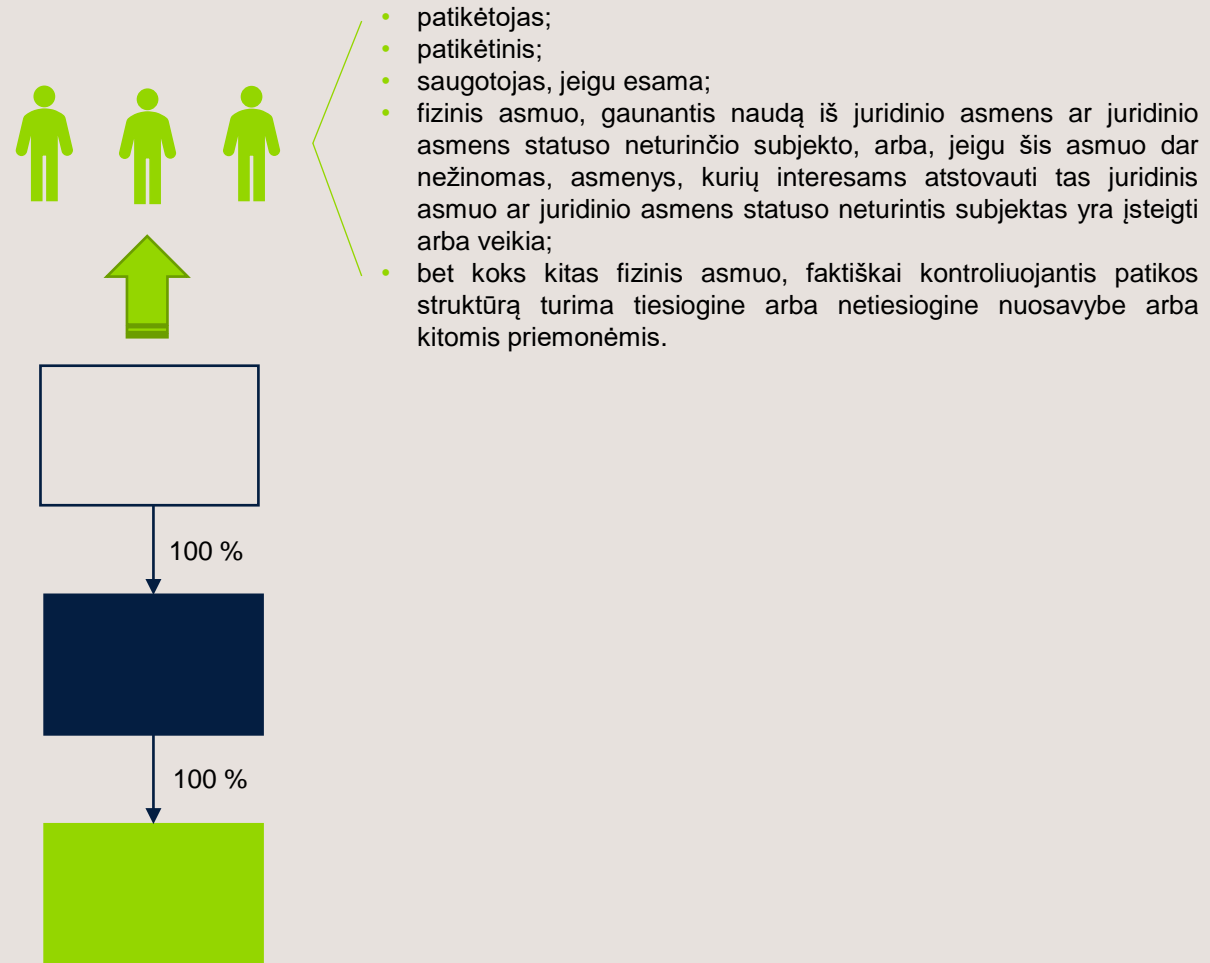 • patikėtojas;
• patikėtinis;
• saugotojas, jeigu esama;
• fizinis asmuo, gaunantis naudą iš juridinio asmens ar juridinio
asmens statuso neturinčio subjekto, arba, jeigu šis asmuo dar
nežinomas, asmenys, kurių interesams atstovauti tas juridinis
asmuo ar juridinio asmens statuso neturintis subjektas yra įsteigti
arba veikia;
• bet koks kitas fizinis asmuo, faktiškai kontroliuojantis patikos
struktūrą turima tiesiogine arba netiesiogine nuosavybe arba
kitomis priemonėmis.
100 %
100 %